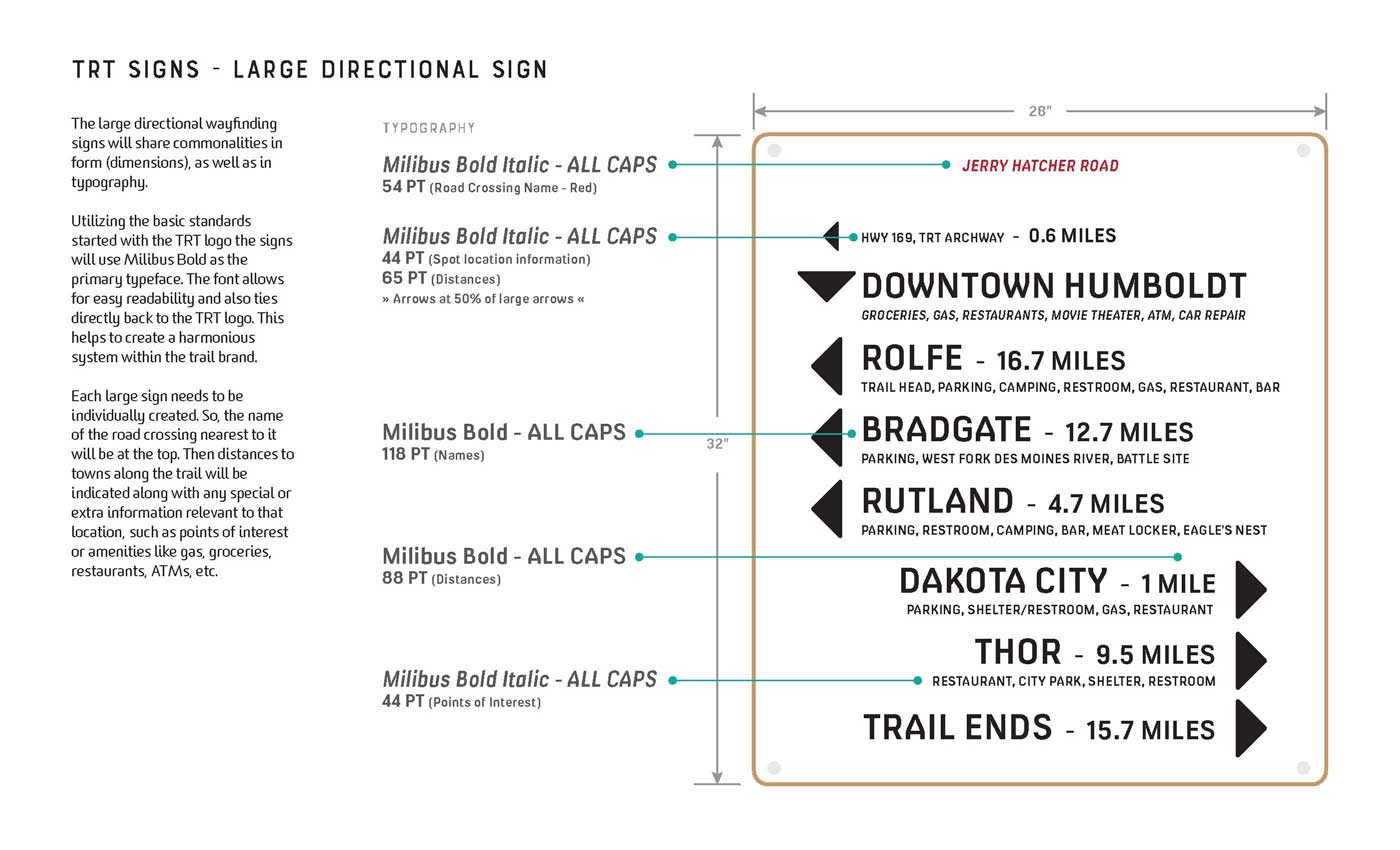 TRT SIGNS - LARGE DIRECTIONAL SIGN
The large directional wayfinding
signs will share commonalities in
form (dimensions), as well as in
typography.
Utilizing the basic standards
started with the TRT logo the signs
will use Milibus Bold as the
primary typeface. The font allows
for easy readability and also ties
directly back to the TRT logo. This
helps to create a harmonious
system within the trail brand.
Each large sign needs to be
individually created. So, the name
of the road crossing nearest to it
will be at the top. Then distances to
towns along the trail will be
indicated along with any special or
extra information relevant to that
location, such as points of interest
or amenities like gas, groceries,
restaurants, ATMs, etc.
TYPOGRAPHY
Milibus Bold Italic - ALL CAPS
54 PT (Road Crossing Name - Red)
Milibus Bold Italic - ALL CAPS
44 PT (Spot location information)
65 PT (Distances)
» Arrows at 50% of large arrows «
Milibus Bold - ALL CAPS
118 PT (Names)
Milibus Bold - ALL CAPS
88 PT (Distances)
Milibus Bold Italic - ALL CAPS
44 PT (Points of Interest)
28"
32"
JERRY HATCHER ROAD
HWY 169, TRT ARCHWAY - 0.6 MILES
DOWNTOWN HUMBOLDT
GROCERIES, GAS, RESTAURANTS, MOVIE THEATER, ATM, CAR REPAIR
ROLFE - 16.7 MILES
TRAIL HEAD, PARKING, CAMPING, RESTROOM, GAS, RESTAURANT, BAR
BRADGATE - 12.7 MILES
PARKING, WEST FORK DES MOINES RIVER, BATTLE SITE
RUTLAND - 4.7 MILES
PARKING, RESTROOM, CAMPING, BAR, MEAT LOCKER, EAGLE'S NEST
DAKOTA CITY - 1 MILE
PARKING, SHELTER/RESTROOM, GAS, RESTAURANT
THOR - 9.5 MILES
RESTAURANT, CITY PARK, SHELTER, RESTROOM
TRAIL ENDS - 15.7 MILES